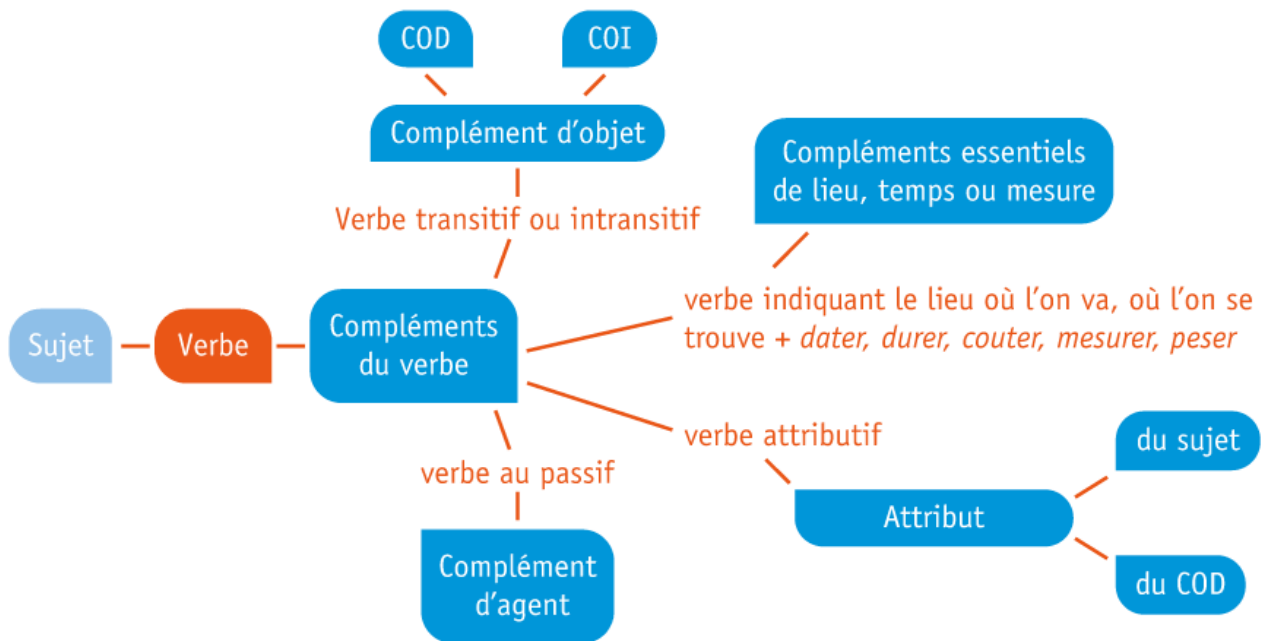 COD
COI
Complément d'objet
Compléments essentiels
de lieu, temps ou mesure
Verbe transitif ou intransitif
verbe indiquant le lieu où l'on va, où l'on se
trouve + dater, durer, couter, mesurer, peser
Sujet
Verbe
Compléments
du verbe
verbe attributif
du sujet
verbe au passif
Attribut
Complément
d'agent
du COD